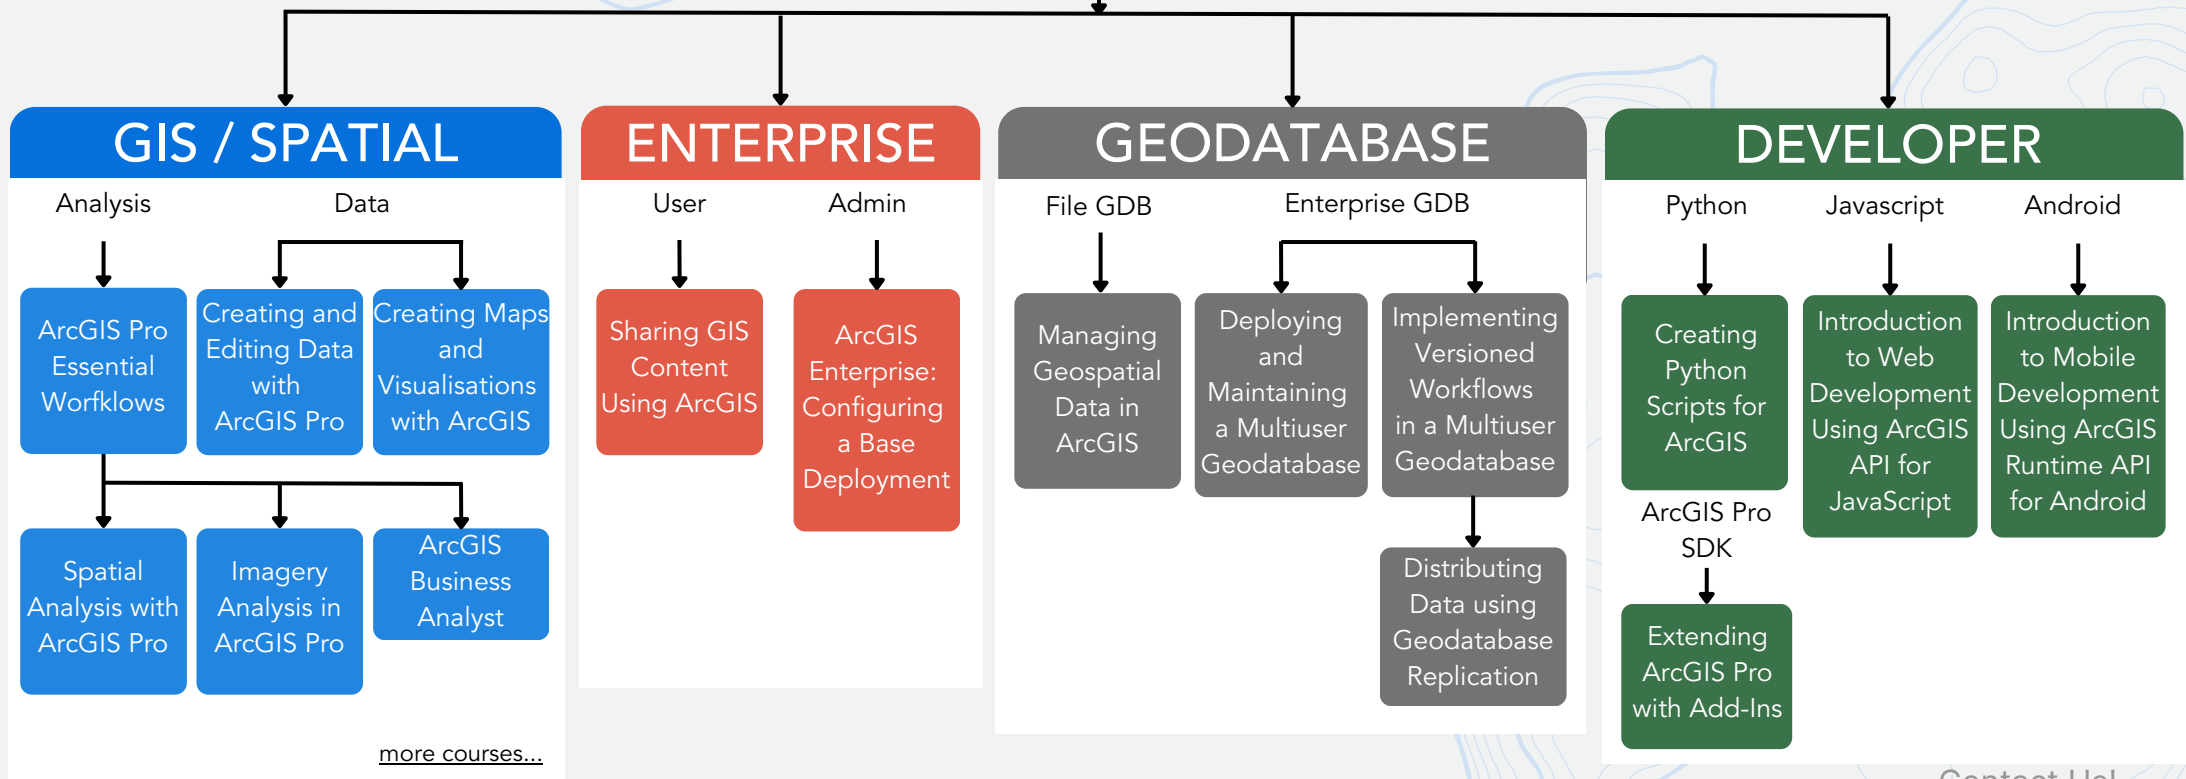 GIS / SPATIAL
Analysis
Data
ArcGIS Pro
Essential
Worfklows
Creating and
Editing Data
with
ArcGIS Pro
Creating Maps
and
Visualisations
with ArcGIS
Spatial
Analysis with
ArcGIS Pro
Imagery
Analysis in
ArcGIS Pro
ArcGIS
Business
Analyst
more courses...
ENTERPRISE
User
Admin
Sharing GIS
Content
Using ArcGIS
ArcGIS
Enterprise:
Configuring
a Base
Deployment
GEODATABASE
File GDB
Enterprise GDB
Managing
Geospatial
Data in
ArcGIS
Deploying
and
Maintaining
a Multiuser
Geodatabase
Implementing
Versioned
Workflows
in a Multiuser
Geodatabase
Distributing
Data using
Geodatabase
Replication
DEVELOPER
Python
Javascript
Android
Creating
Python
Scripts for
ArcGIS
Introduction
to Web
Development
Using ArcGIS
API for
JavaScript
Introduction
to Mobile
Development
Using ArcGIS
Runtime API
for Android
ArcGIS Pro
SDK
Extending
ArcGIS Pro
with Add-Ins
Contact Us!